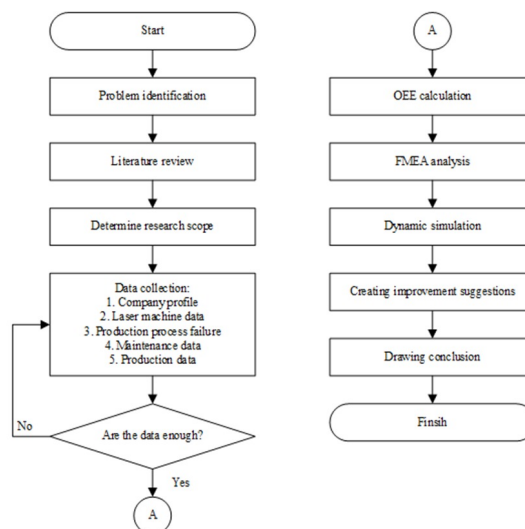 Start
Problem identification
Literature review
Determine research scope
Data collection:
1. Company profile
2. Laser machine data
3. Production process failure
4. Maintenance data
5. Production data
Are the data enough?
No
Yes
A
A
OEE calculation
FMEA analysis
Dynamic simulation
Creating improvement suggestions
Drawing conclusion
Finsih